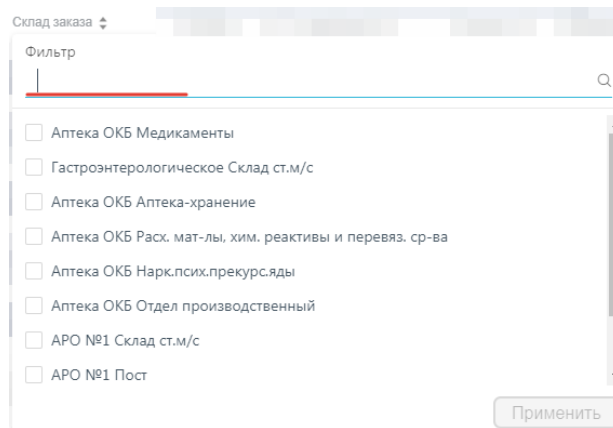 Склад заказа
Фильтр
Аптека ОКБ Медикаменты
Гастроэнтерологическое Склад ст.м/с
Аптека ОКБ Аптека-хранение
Аптека ОКБ Расх. мат-лы, хим. реактивы и перевяз. ср-ва
Аптека ОКБ Нарк.псих.прекурс.яды
Аптека ОКБ Отдел производственный
АРО №1 Склад ст.м/с
АРО №1 Пост
Применить